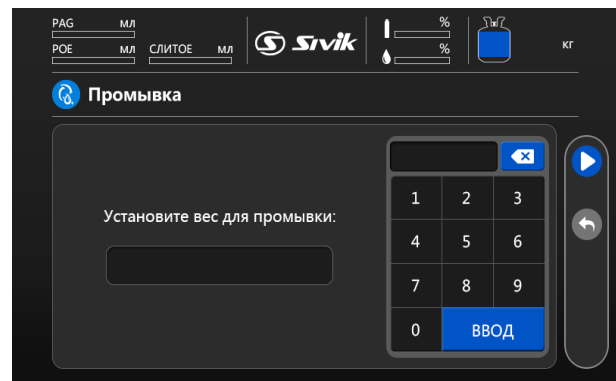 PAG мл
POE мл СЛИТОЕ мл
Sivik
%
%
кг
Промывка
Установите вес для промывки:
1 2 3
4 5 6
7 8 9
0 ВВОД